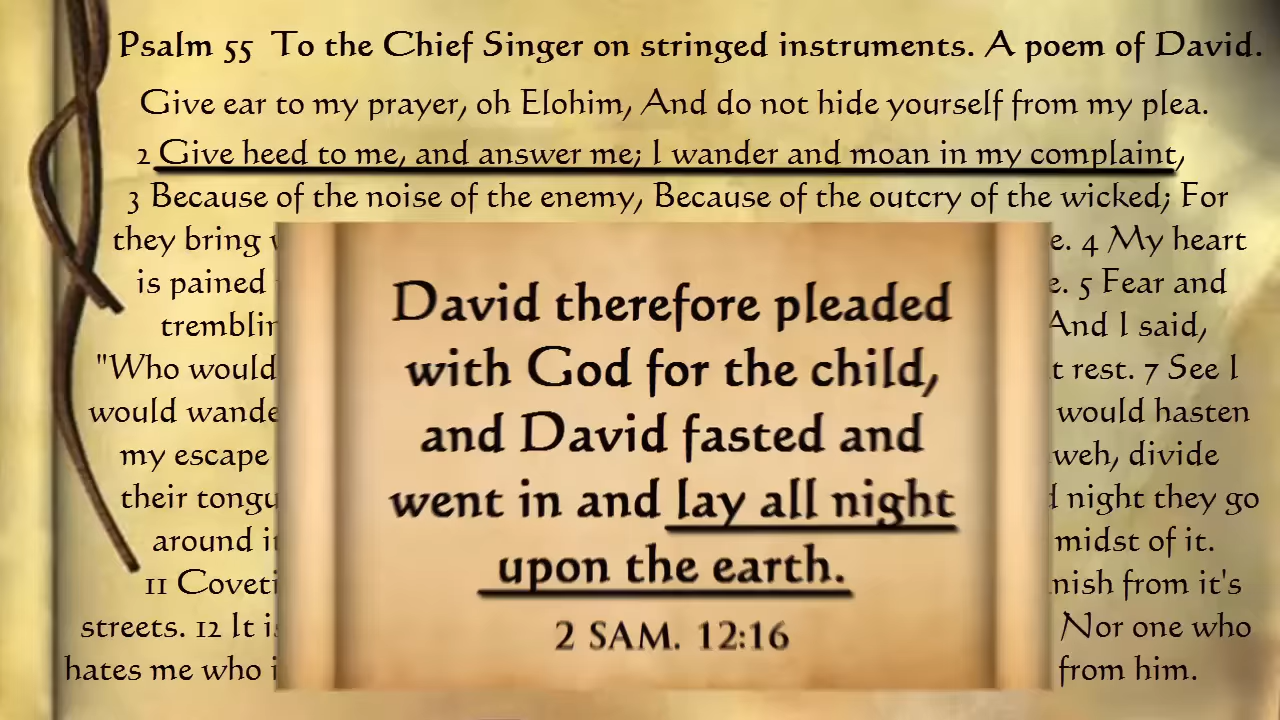 Psalm 55 To the Chief Singer on stringed instruments. A poem of David.
Give ear to my prayer, oh Elohim, And do not hide yourself from my plea.
2 Give heed to me, and answer me; I wander and moan in my complaint,
3 Because of the noise of the enemy, Because of the outcry of the wicked; For
they bring e. 4 My heart
is pained e. 5 Fear and
And I said,
"Who would t rest. 7 See I
would would hasten
my escape weh, divide
their night they go
around midst of it.
11 from it's
streets. 12 It Nor one who
hates me who from him.
David therefore pleaded
with God for the child,
and David fasted and
went in and lay all night
upon the earth.
2 SAM. 12:16